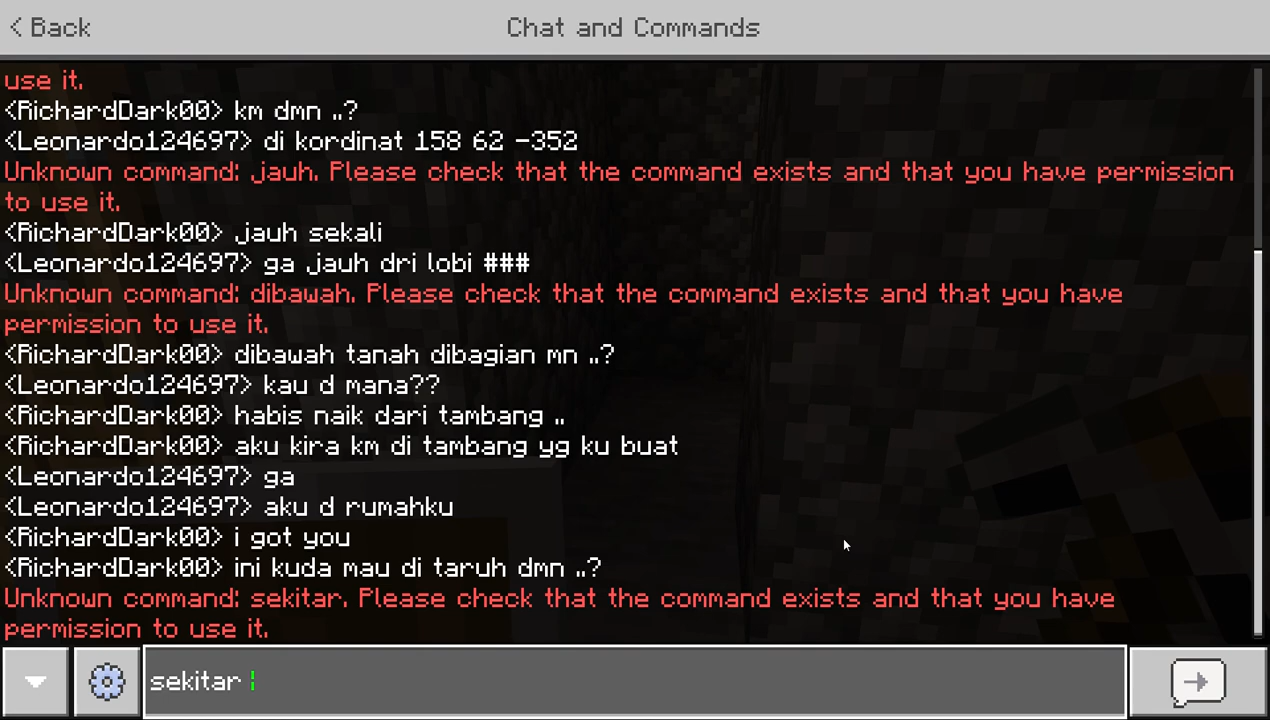 < Back
Chat and Commands
use it.
<RichardDark00> km dmn ..?
<Leonardo124697> di kordinat 158 62 -352
Unknown command: jauh. Please check that the command exists and that you have permission
to use it.
<RichardDark00> jauh sekali
<Leonardo124697> ga jauh dri lobi ###
Unknown command: dibawah. Please check that the command exists and that you have
permission to use it.
<RichardDark00> dibawah tanah dibagian mn ..?
<Leonardo124697> kau d mana??
<RichardDark00> habis naik dari tambang ..
<RichardDark00> aku kira km di tambang yg ku buat
<Leonardo124697> ga
<Leonardo124697> aku d rumahku
<RichardDark00> i got you
<RichardDark00> ini kuda mau di taruh dmn ..?
Unknown command: sekitar. Please check that the command exists and that you have
permission to use it.
sekitar